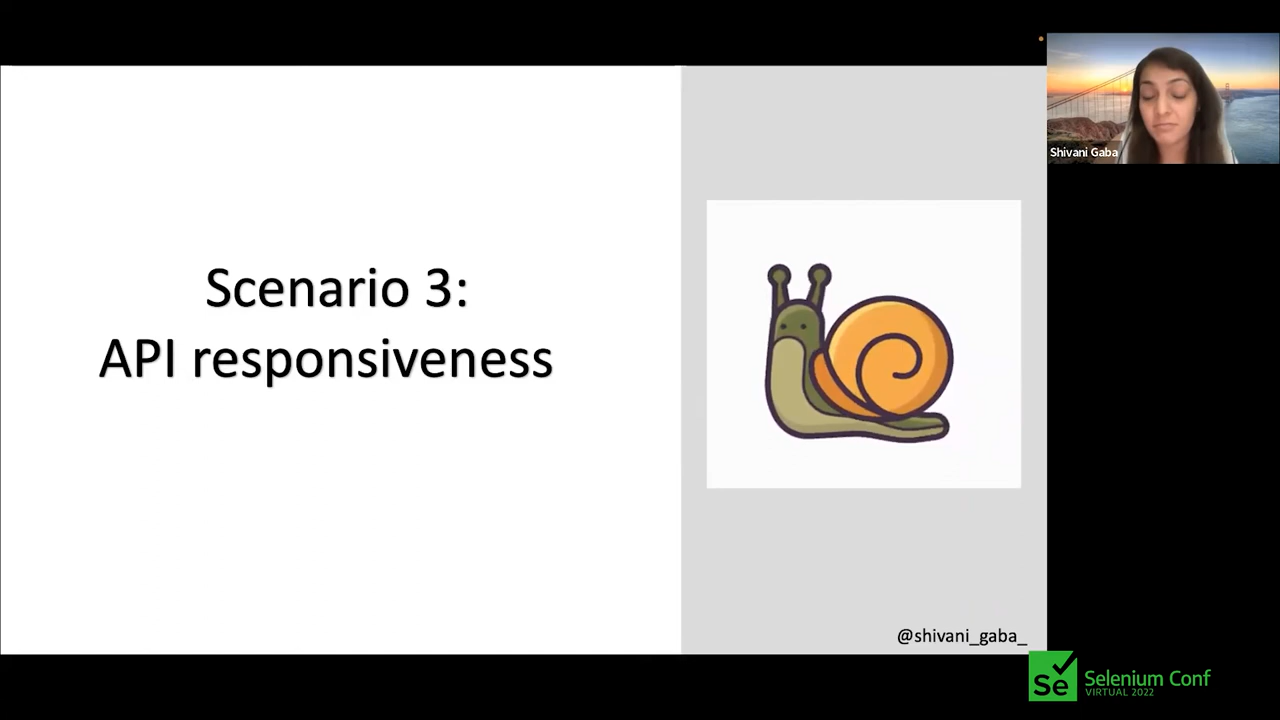 Scenario 3:
API responsiveness
@shivani_gaba_
Shivani Gaba
Se
Selenium Conf
VIRTUAL 2022